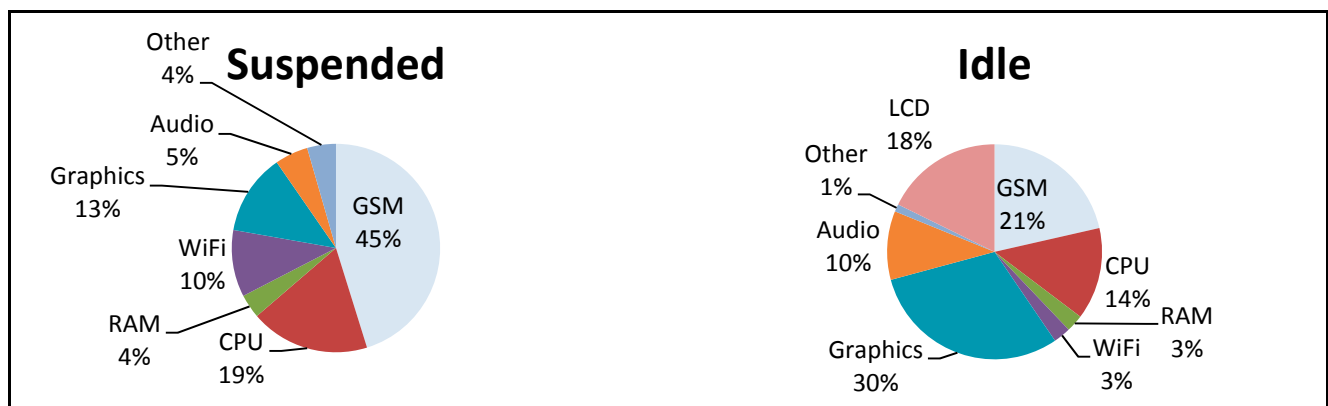 Suspended
Other
4%
Audio
5%
Graphics
13%
WiFi
10%
RAM
4%
CPU
19%
GSM
45%
Idle
LCD
18%
Other
1%
Audio
10%
Graphics
30%
WiFi
3%
RAM
3%
CPU
14%
GSM
21%